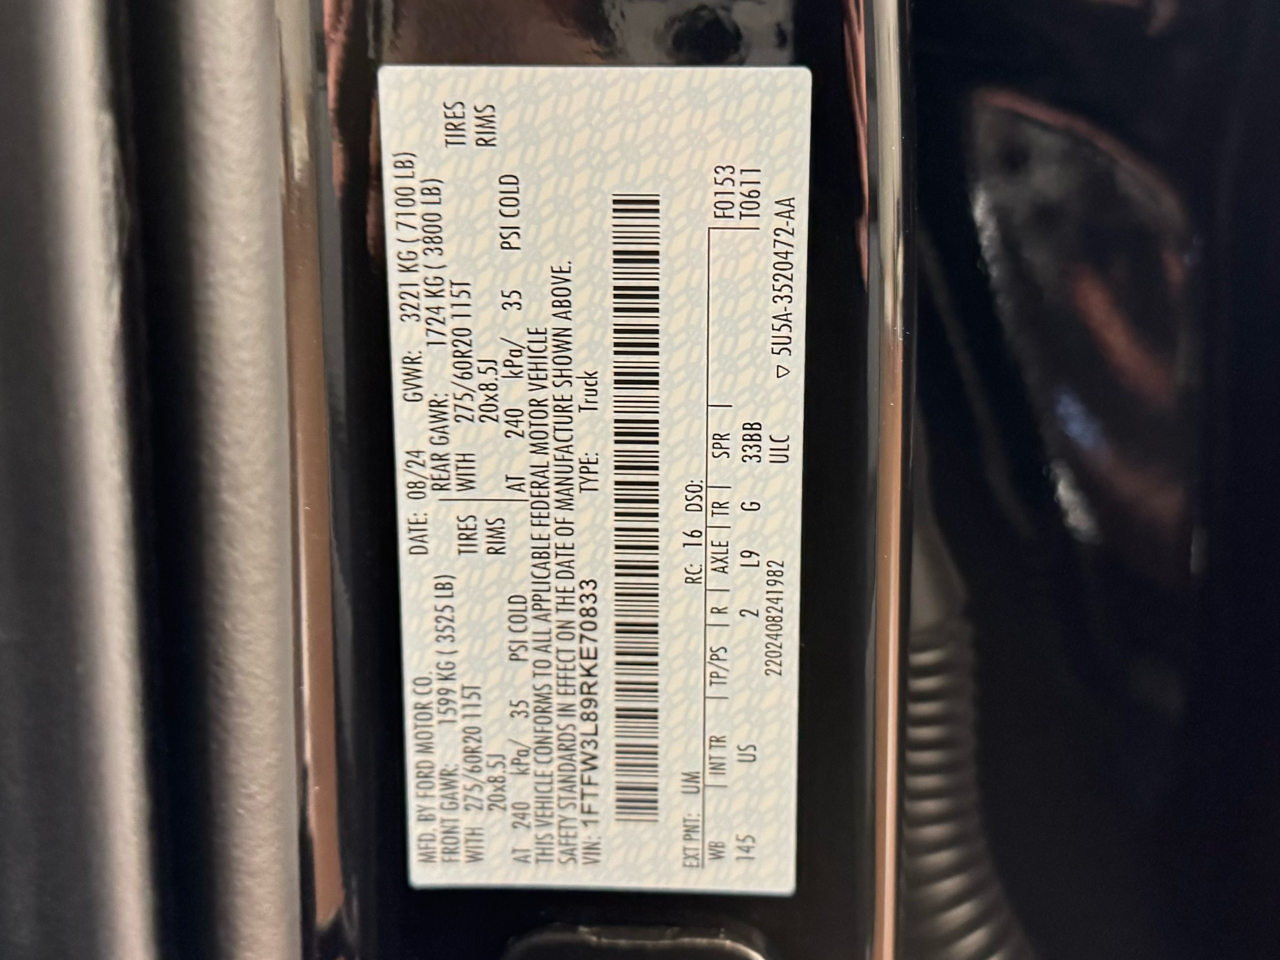 MFD. BY FORD MOTOR CO. DATE: 08/24 GVWR: 3221 KG ( 7100 LB)
FRONT GAWR: 1599 KG ( 3525 LB) REAR GAWR: 1724 KG ( 3800 LB)
WITH 275/60R20 115T TIRES WITH 275/60R20 115T TIRES
20x8.5J RIMS 20x8.5J RIMS
AT 240 kPa/ 35 PSI COLD AT 240 kPa/ 35 PSI COLD
THIS VEHICLE CONFORMS TO ALL APPLICABLE FEDERAL MOTOR VEHICLE
SAFETY STANDARDS IN EFFECT ON THE DATE OF MANUFACTURE SHOWN ABOVE.
VIN: 1FTFW3L89RKE70833 TYPE: Truck
EXT PNT: UM RC: 16 DSO:
WB INT TR TP/PS R AXLE TR SPR F0153
145 US 2 L9 G 33BB T0611
2202408241982 ULC ▽ 5U5A-3520472-AA